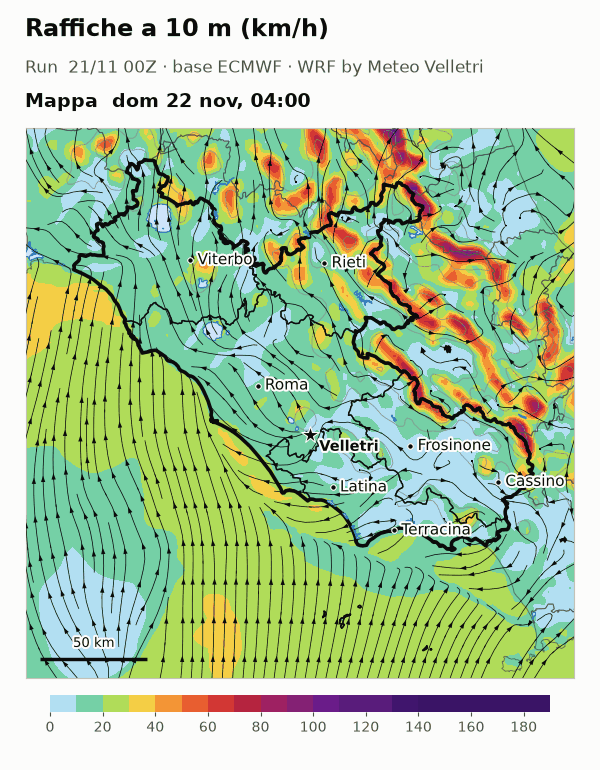 Raffiche a 10 m (km/h)
Run  21/11 00Z · base ECMWF · WRF by Meteo Velletri
Mappa  dom 22 nov, 04:00
Viterbo
Rieti
Roma
Velletri
Frosinone
Cassino
Latina
Terracina
50 km
0 20 40 60 80 100 120 140 160 180